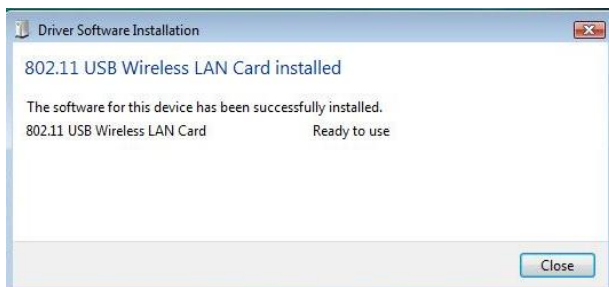 Driver Software Installation
802.11 USB Wireless LAN Card installed
The software for this device has been successfully installed.
802.11 USB Wireless LAN Card Ready to use
Close